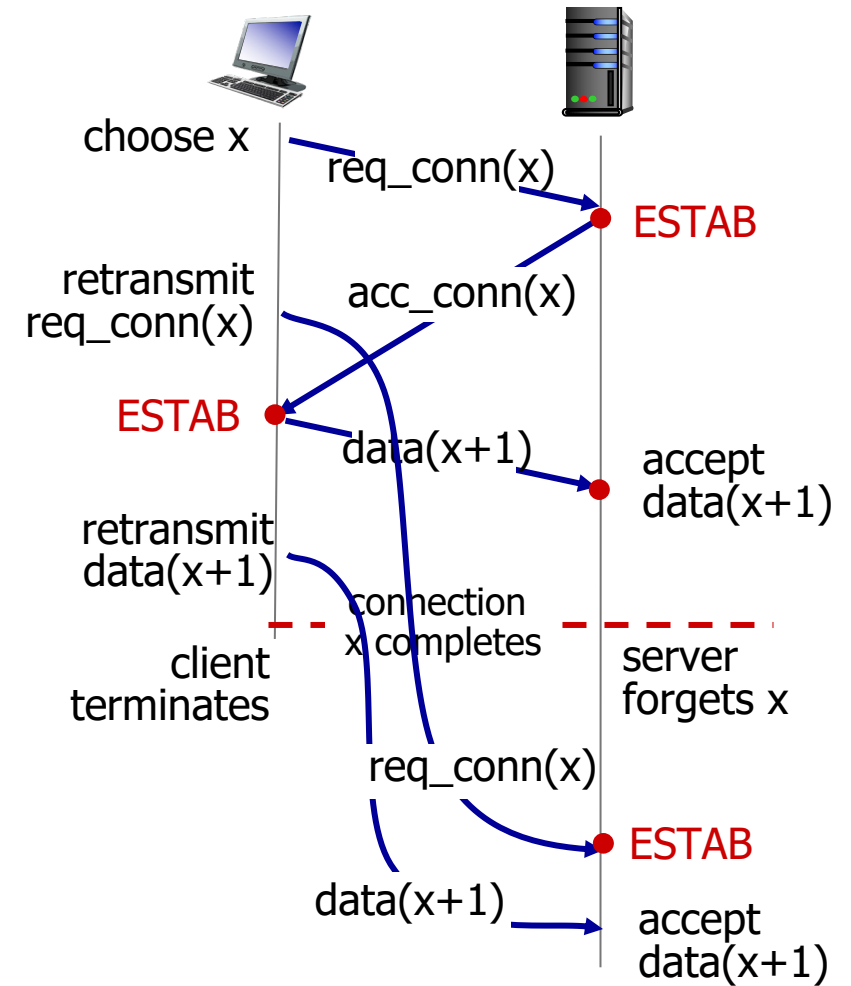 choose x
req_conn(x)
ESTAB
retransmit
req_conn(x)
acc_conn(x)
ESTAB
data(x+1)
accept
data(x+1)
retransmit
data(x+1)
connection
x completes
client
terminates
server
forgets x
req_conn(x)
ESTAB
data(x+1)
accept
data(x+1)